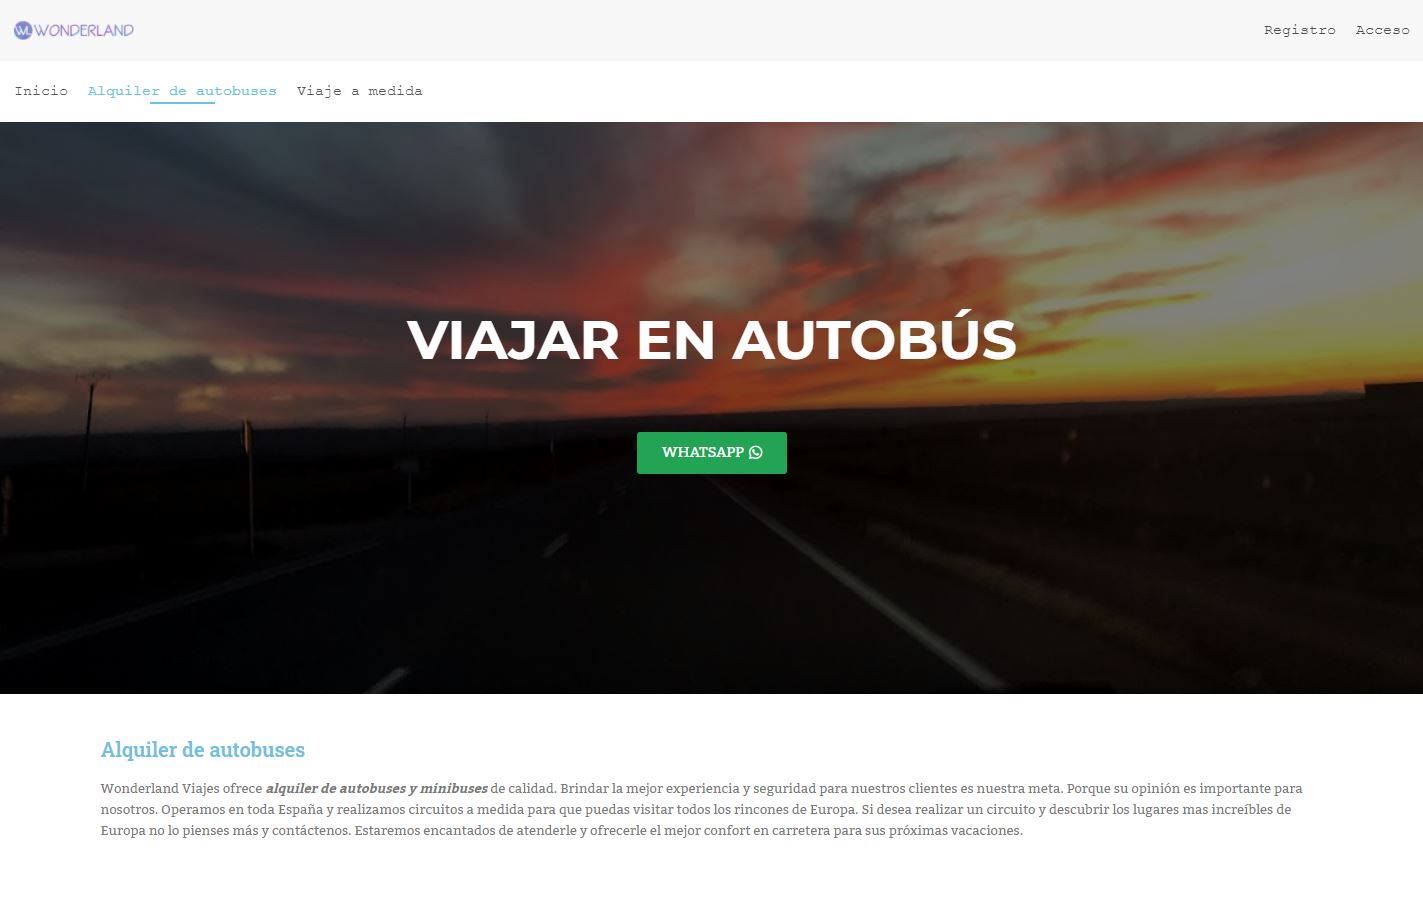 WL WONDERLAND
Registro Acceso
Inicio Alquiler de autobuses Viaje a medida
VIAJAR EN AUTOBÚS
WHATSAPP
Alquiler de autobuses
Wonderland Viajes ofrece alquiler de autobuses y minibuses de calidad. Brindar la mejor experiencia y seguridad para nuestros clientes es nuestra meta. Porque su opinión es importante para
nosotros. Operamos en toda España y realizamos circuitos a medida para que puedas visitar todos los rincones de Europa. Si desea realizar un circuito y descubrir los lugares mas increíbles de
Europa no lo pienses más y contáctenos. Estaremos encantados de atenderle y ofrecerle el mejor confort en carretera para sus próximas vacaciones.